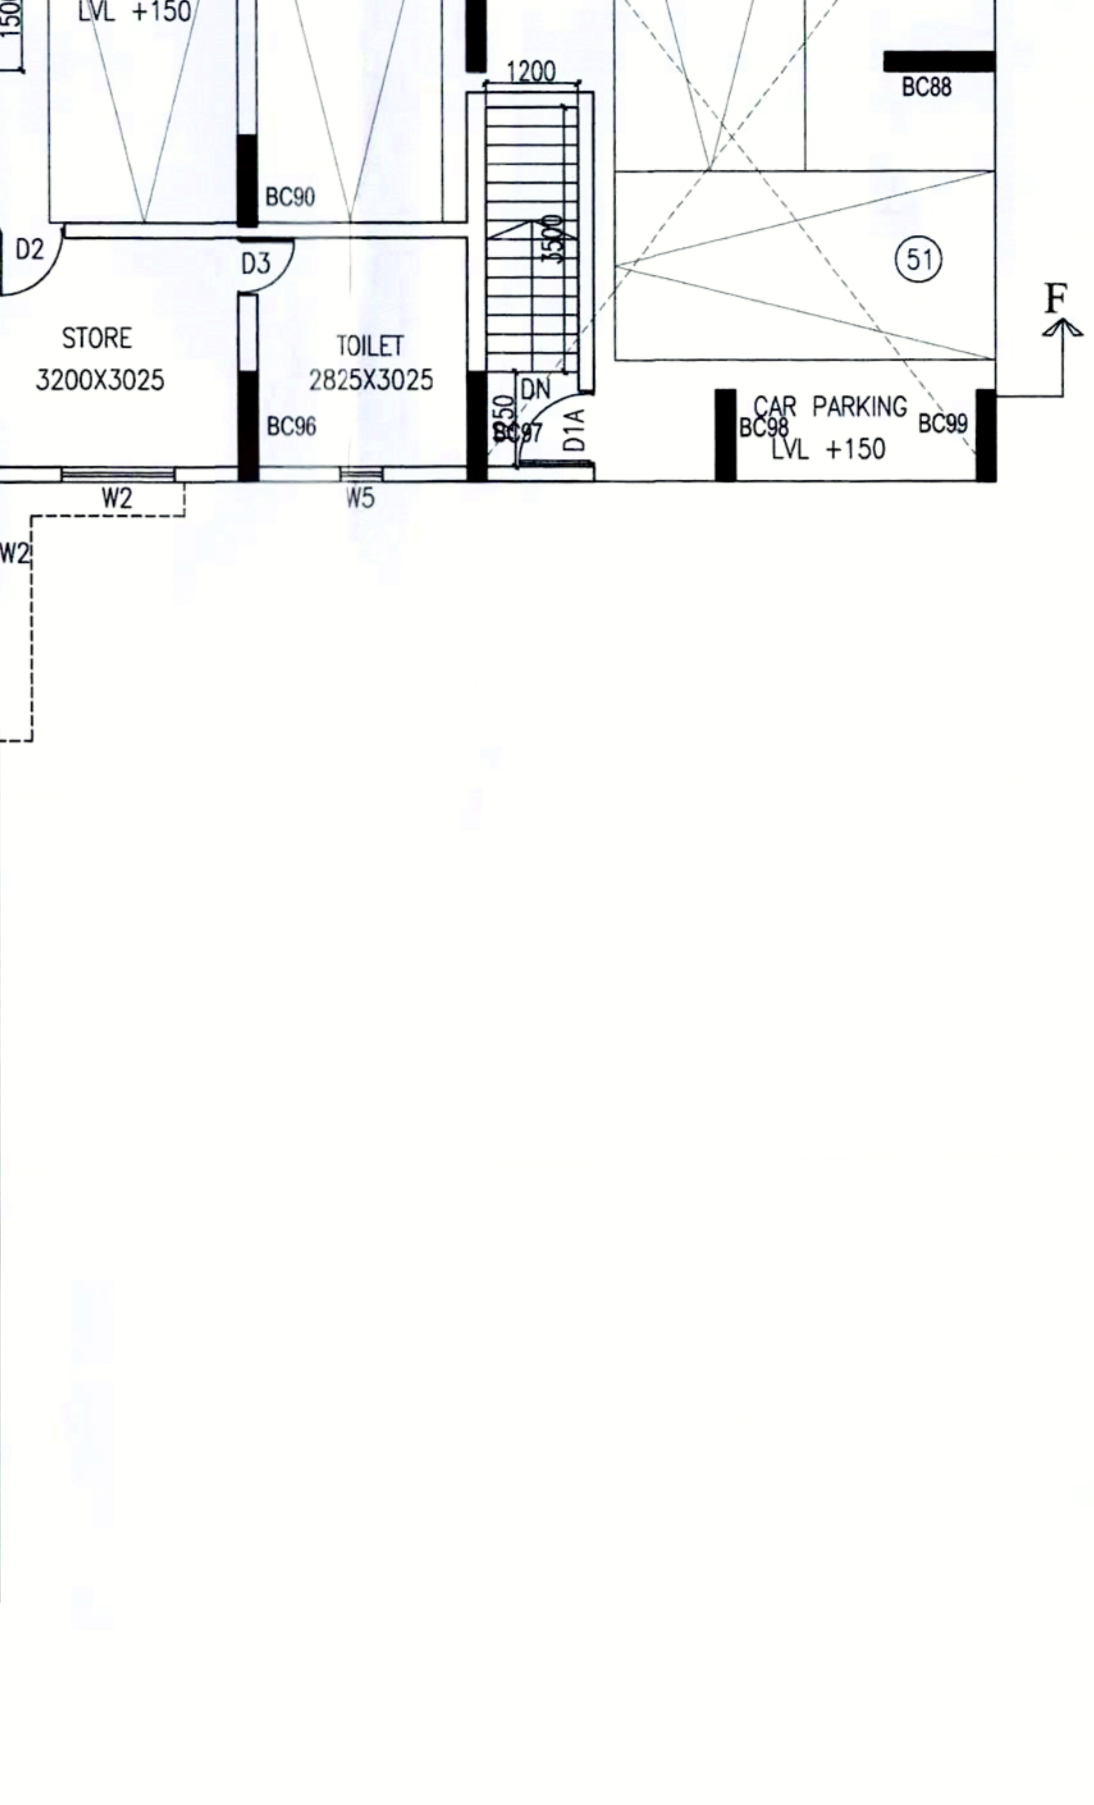 LVL +150
1500
1200
BC88
BC90
D2
D3
3500
51
F
STORE
3200X3025
TOILET
2825X3025
DN
BC96
BC97
D1A
CAR PARKING
BC98
BC99
LVL +150
W2
W5
W2